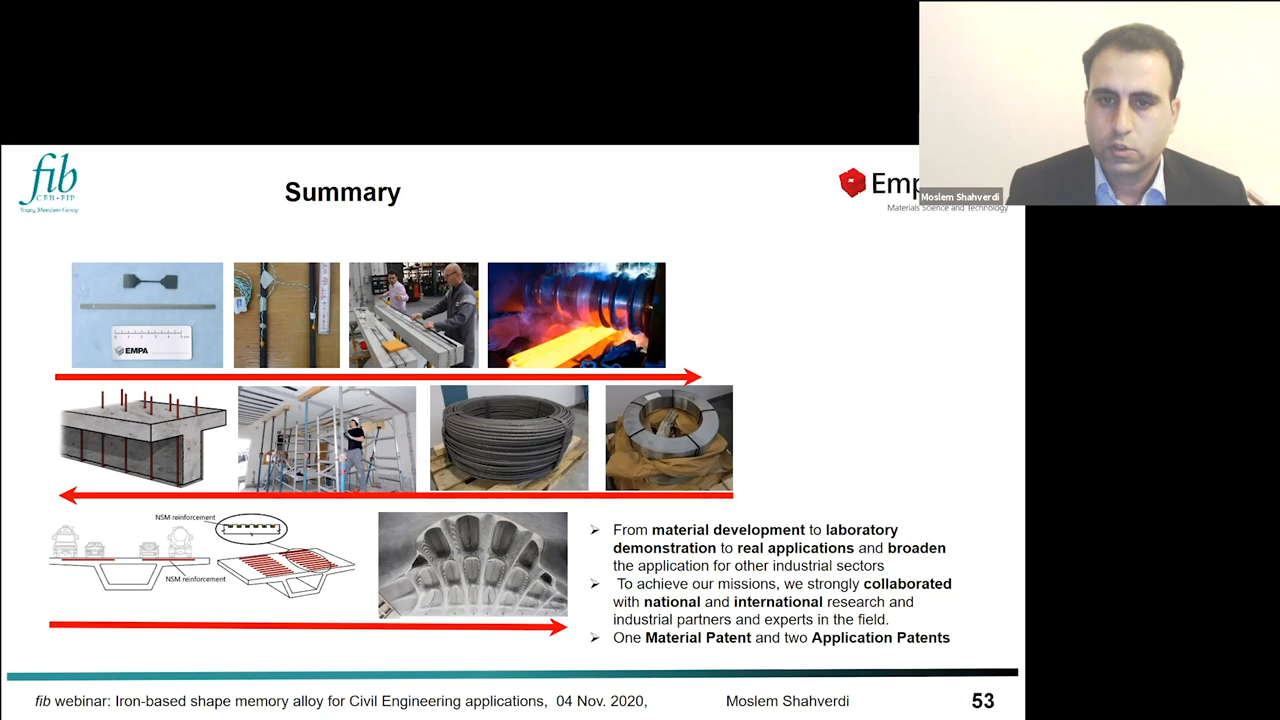 fib
CEB-FIP
Young Members Group
Summary
Emp
Materials Science and Technology
Moslem Shahverdi
EMPA
NSM reinforcement
NSM reinforcement
➢ From material development to laboratory
demonstration to real applications and broaden
the application for other industrial sectors
➢ To achieve our missions, we strongly collaborated
with national and international research and
industrial partners and experts in the field.
➢ One Material Patent and two Application Patents
fib webinar: Iron-based shape memory alloy for Civil Engineering applications, 04 Nov. 2020,
Moslem Shahverdi
53